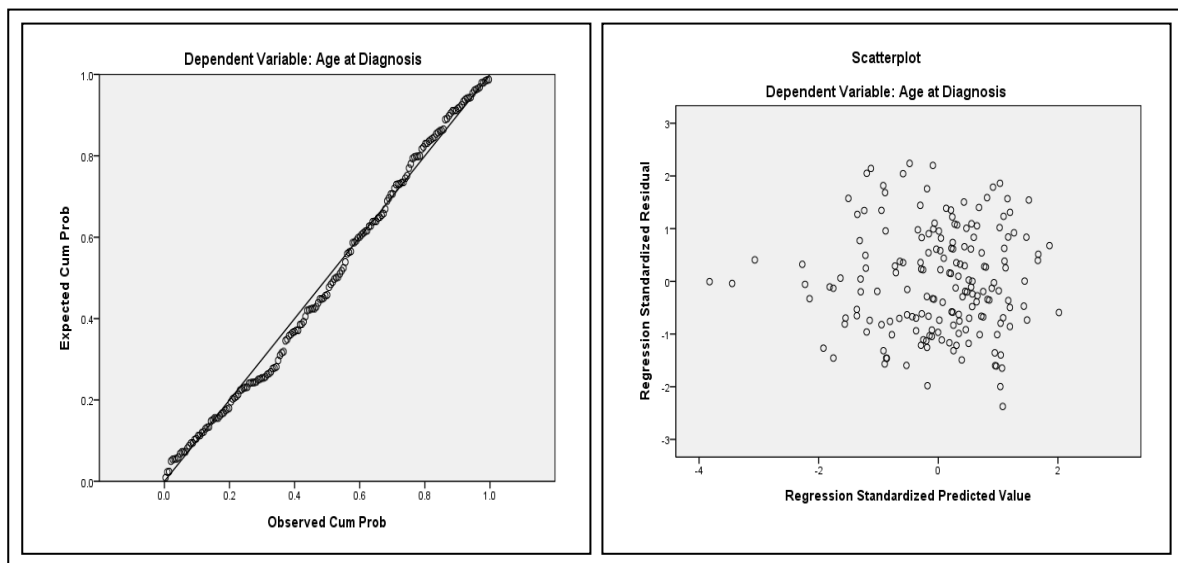 Dependent Variable: Age at Diagnosis
1.0
0.8
0.6
0.4
0.2
0.0
Expected Cum Prob
0.0 0.2 0.4 0.6 0.8 1.0
Observed Cum Prob
Scatterplot
Dependent Variable: Age at Diagnosis
3
2
1
0
-1
-2
-3
Regression Standardized Residual
-4 -2 0 2
Regression Standardized Predicted Value